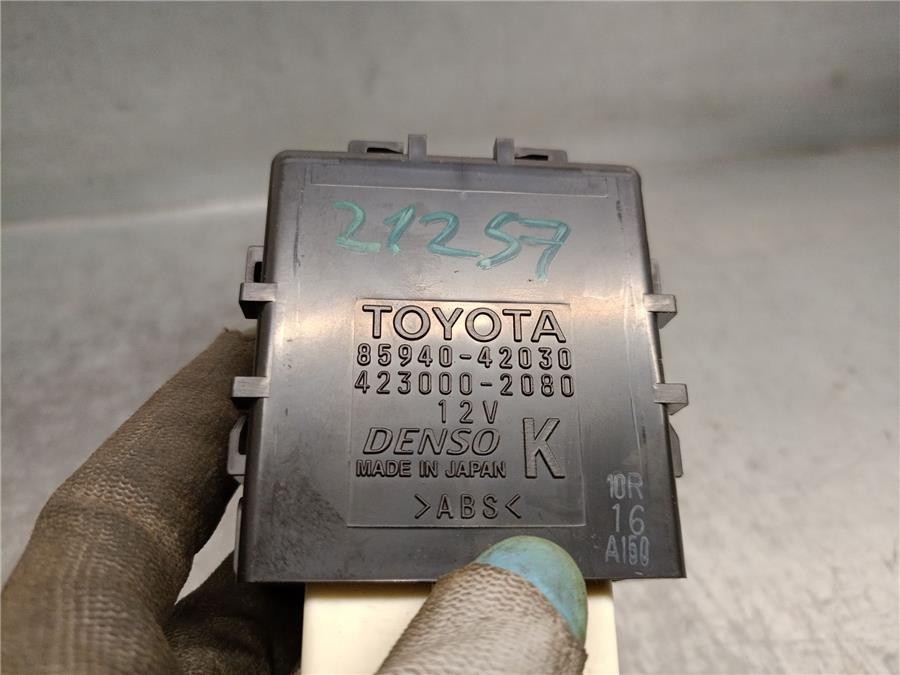 21257
TOYOTA
85940-42030
423000-2080
12V
DENSO K
MADE IN JAPAN
>ABS<
10R
16
A150